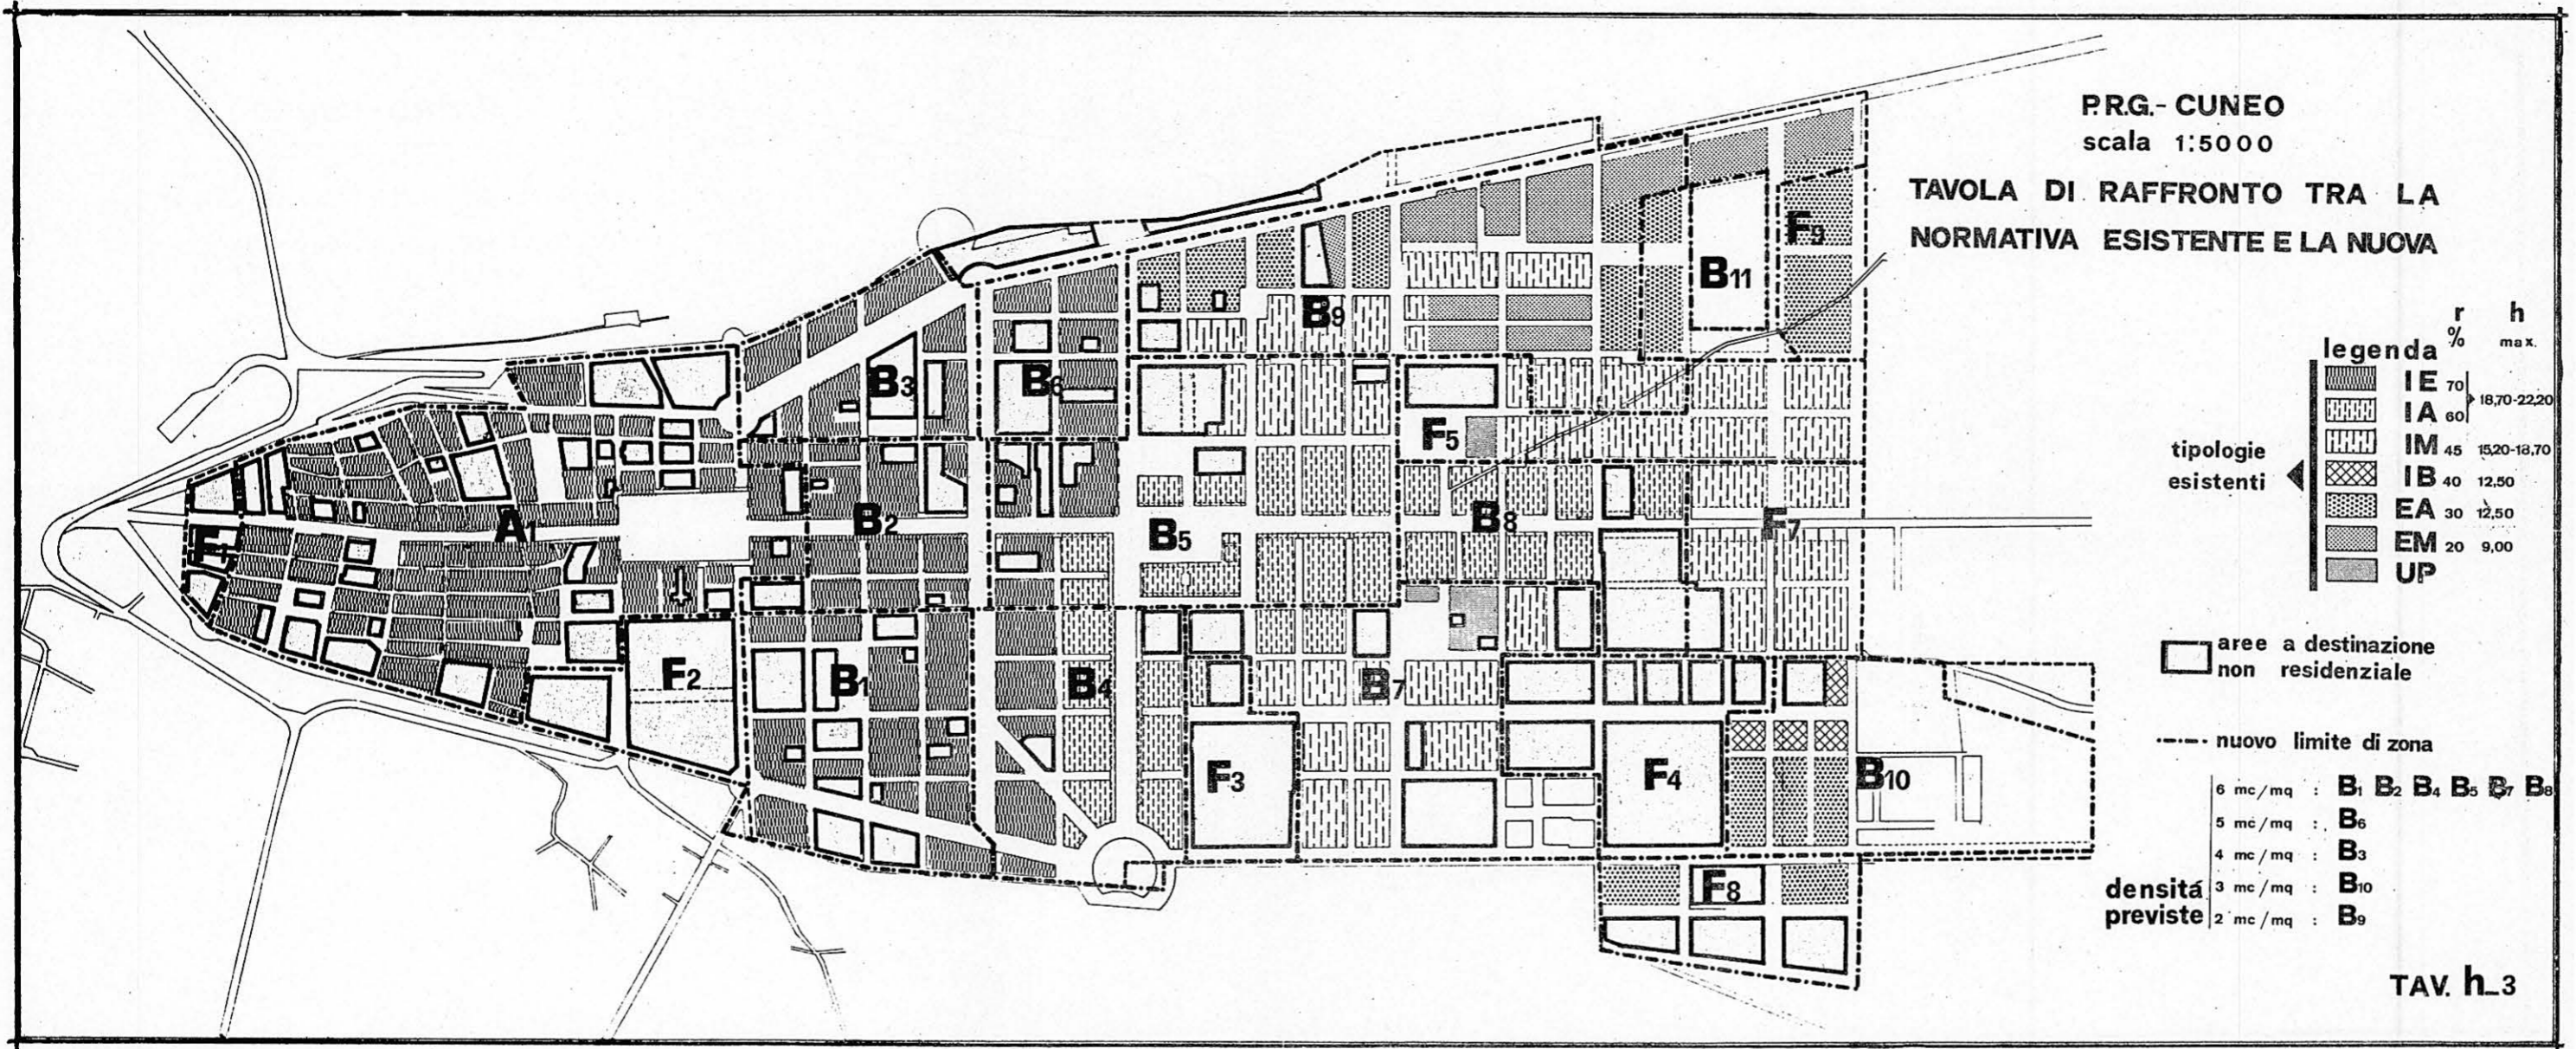 P.R.G.- CUNEO
scala 1:5000
TAVOLA DI RAFFRONTO TRA LA
NORMATIVA ESISTENTE E LA NUOVA
r h
% max.
legenda
IE 70
18,70-22,20
IA 60
IM 45 15,20-18,70
IB 40 12,50
EA 30 12,50
EM 20 9,00
UP
tipologie
esistenti
aree a destinazione
non residenziale
nuovo limite di zona
6 mc/mq : B1 B2 B4 B5 B7 B8
5 mc/mq : B6
4 mc/mq : B3
3 mc/mq : B10
2 mc/mq : B9
densitá
previste
TAV. h_3
F9
B11
B9
B3
B6
F5
A1
F1
B2
B5
B8
F7
F2
B1
B4
B7
F3
F4
B10
F8